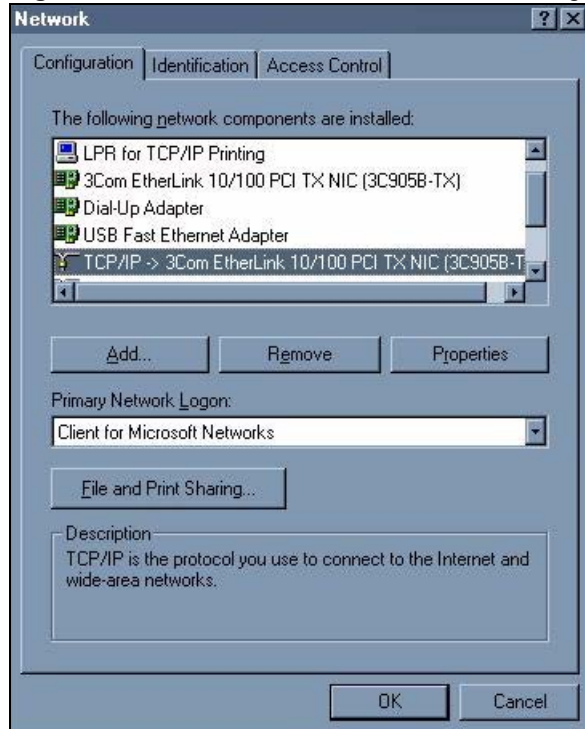 Network
Configuration Identification Access Control
The following network components are installed:
LPR for TCP/IP Printing
3Com EtherLink 10/100 PCI TX NIC (3C905B-TX)
Dial-Up Adapter
USB Fast Ethernet Adapter
TCP/IP -> 3Com EtherLink 10/100 PCI TX NIC (3C905B-T
Add... Remove Properties
Primary Network Logon:
Client for Microsoft Networks
File and Print Sharing...
Description
TCP/IP is the protocol you use to connect to the Internet and
wide-area networks.
OK Cancel